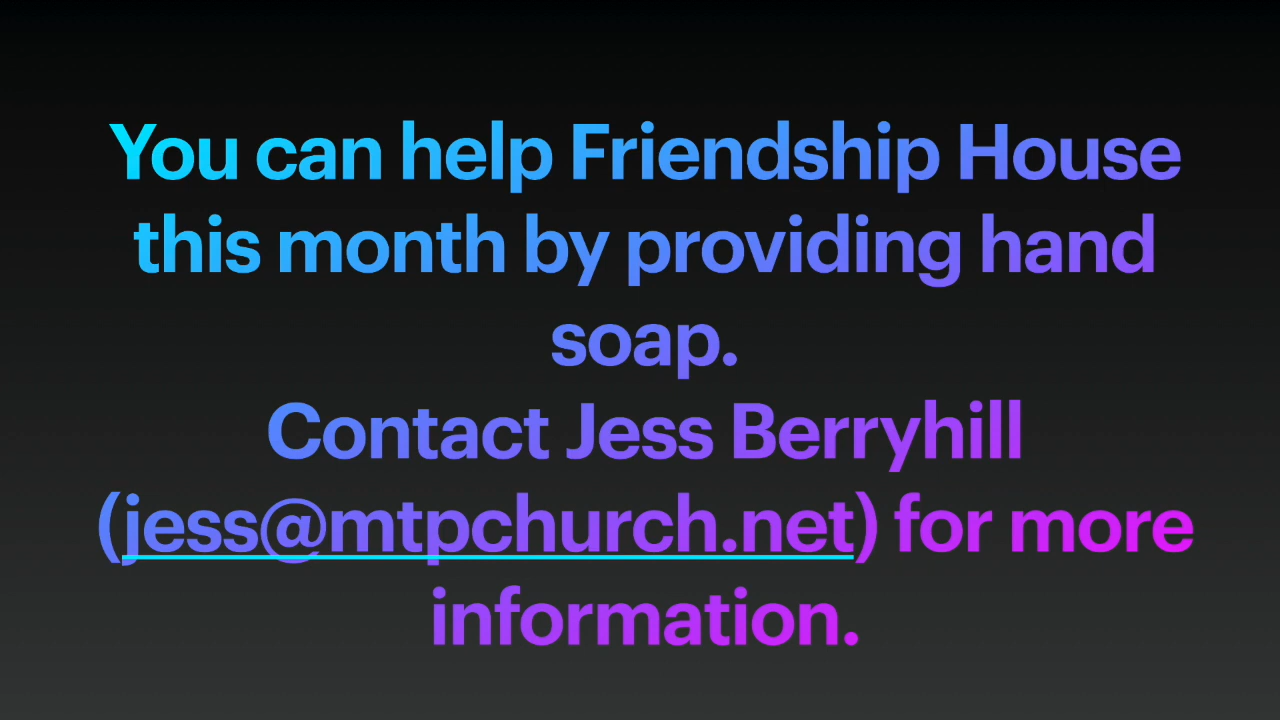 You can help Friendship House
this month by providing hand
soap.
Contact Jess Berryhill
(jess@mtpchurch.net) for more
information.